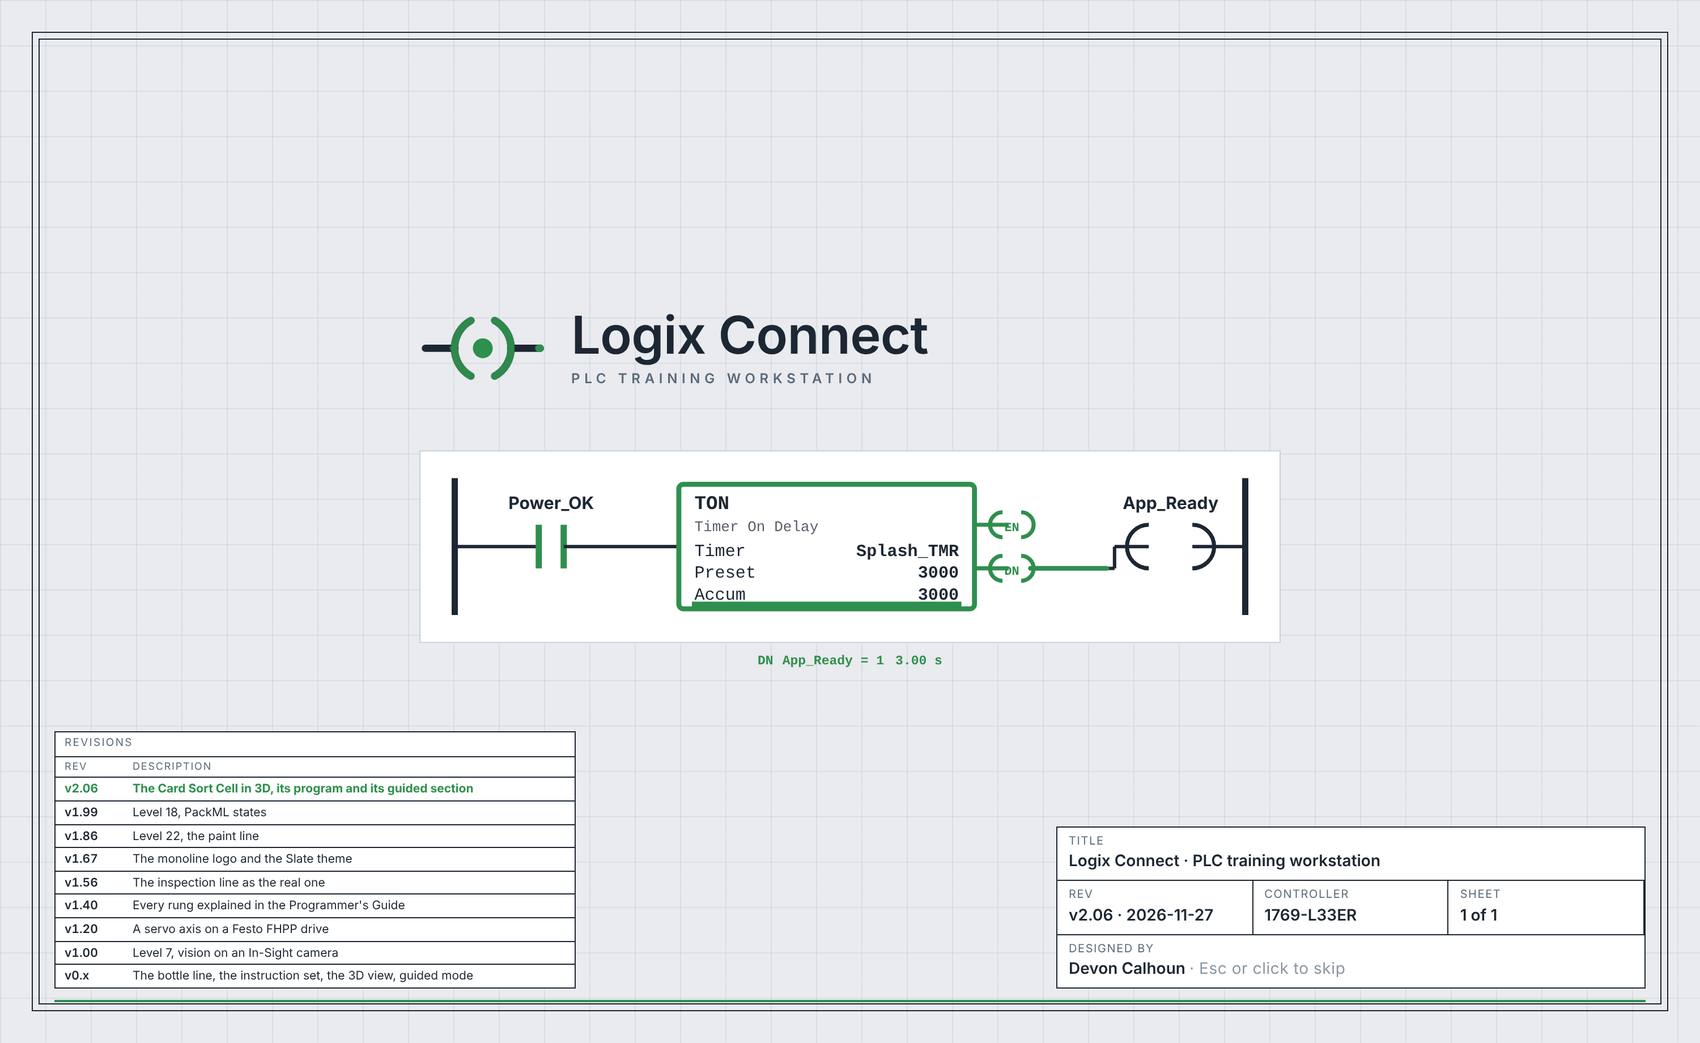 Logix Connect
PLC TRAINING WORKSTATION
Power_OK
TON
Timer On Delay
Timer Splash_TMR
Preset 3000
Accum 3000
EN
DN
App_Ready
DN App_Ready = 1 3.00 s
REVISIONS
REV DESCRIPTION
v2.06 The Card Sort Cell in 3D, its program and its guided section
v1.99 Level 18, PackML states
v1.86 Level 22, the paint line
v1.67 The monoline logo and the Slate theme
v1.56 The inspection line as the real one
v1.40 Every rung explained in the Programmer's Guide
v1.20 A servo axis on a Festo FHPP drive
v1.00 Level 7, vision on an In-Sight camera
v0.x The bottle line, the instruction set, the 3D view, guided mode
TITLE
Logix Connect · PLC training workstation
REV CONTROLLER SHEET
v2.06 · 2026-11-27 1769-L33ER 1 of 1
DESIGNED BY
Devon Calhoun · Esc or click to skip